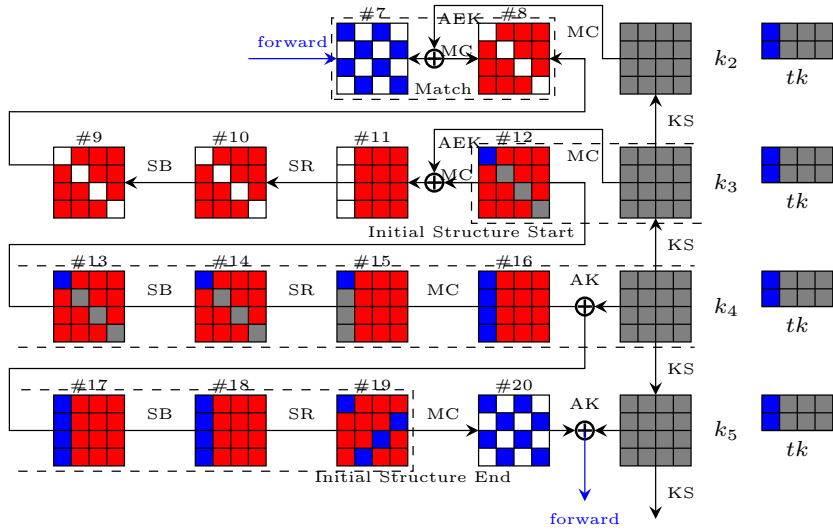 #7 AEK #8
MC
forward
MC
k2
tk
Match
KS
#9 #10 #11 AEK #12
MC
SB SR MC
k3
tk
Initial Structure Start
KS
#13 #14 #15 #16
SB SR MC AK
k4
tk
KS
#17 #18 #19 #20
SB SR MC AK
k5
tk
Initial Structure End
KS
forward